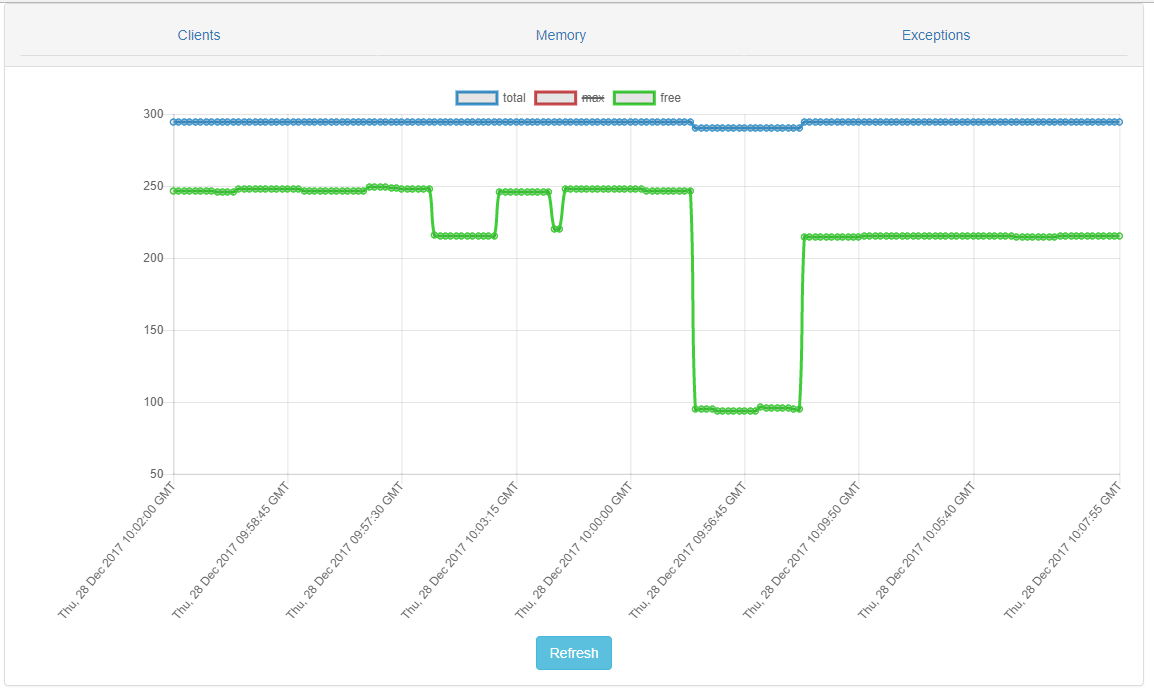 Clients Memory Exceptions
total max free
300
250
200
150
100
50
Thu, 28 Dec 2017 10:02:00 GMT
Thu, 28 Dec 2017 09:58:45 GMT
Thu, 28 Dec 2017 09:57:30 GMT
Thu, 28 Dec 2017 10:03:15 GMT
Thu, 28 Dec 2017 10:00:00 GMT
Thu, 28 Dec 2017 09:56:45 GMT
Thu, 28 Dec 2017 10:09:50 GMT
Thu, 28 Dec 2017 10:05:40 GMT
Thu, 28 Dec 2017 10:07:55 GMT
Refresh